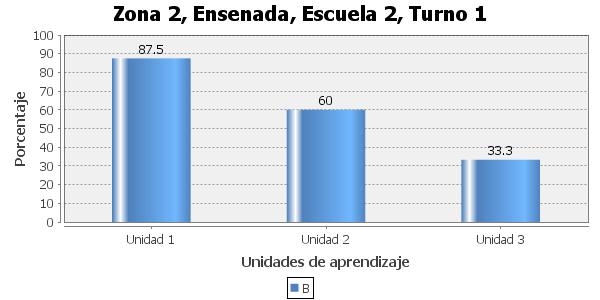 Zona 2, Ensenada, Escuela 2, Turno 1
Porcentaje
100
90
80
70
60
50
40
30
20
10
0
87.5
60
33.3
Unidad 1
Unidad 2
Unidad 3
Unidades de aprendizaje
B